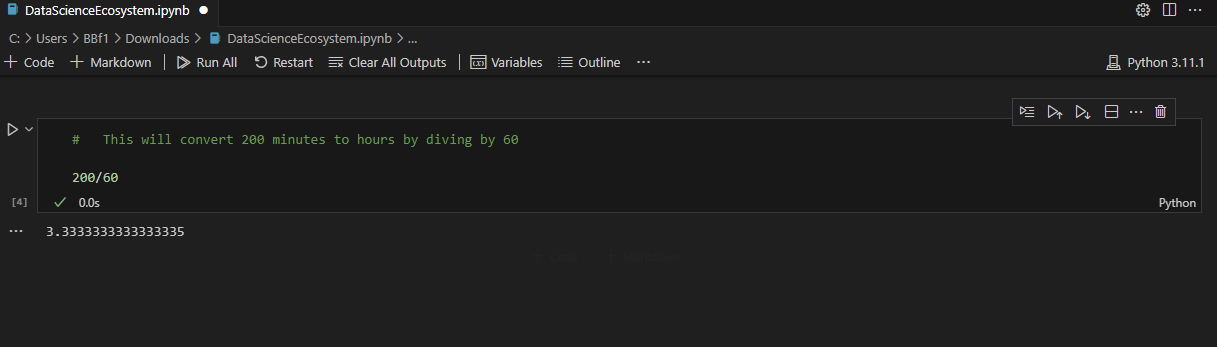 DataScienceEcosystem.ipynb
C: > Users > BBf1 > Downloads > DataScienceEcosystem.ipynb > ...
+ Code + Markdown | Run All Restart Clear All Outputs | Variables Outline ... Python 3.11.1
#   This will convert 200 minutes to hours by diving by 60
200/60
[4] 0.0s Python
3.3333333333333335